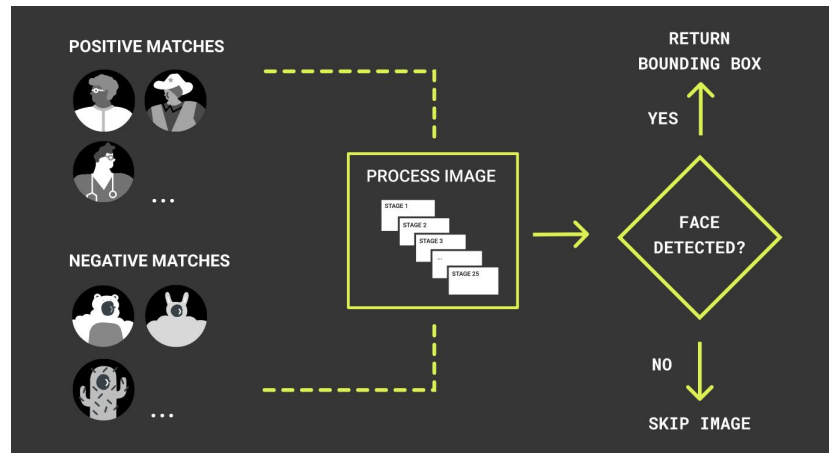 POSITIVE MATCHES
...
NEGATIVE MATCHES
...
PROCESS IMAGE
STAGE 1
STAGE 2
STAGE 3
...
STAGE 25
FACE
DETECTED?
YES
RETURN
BOUNDING BOX
NO
SKIP IMAGE